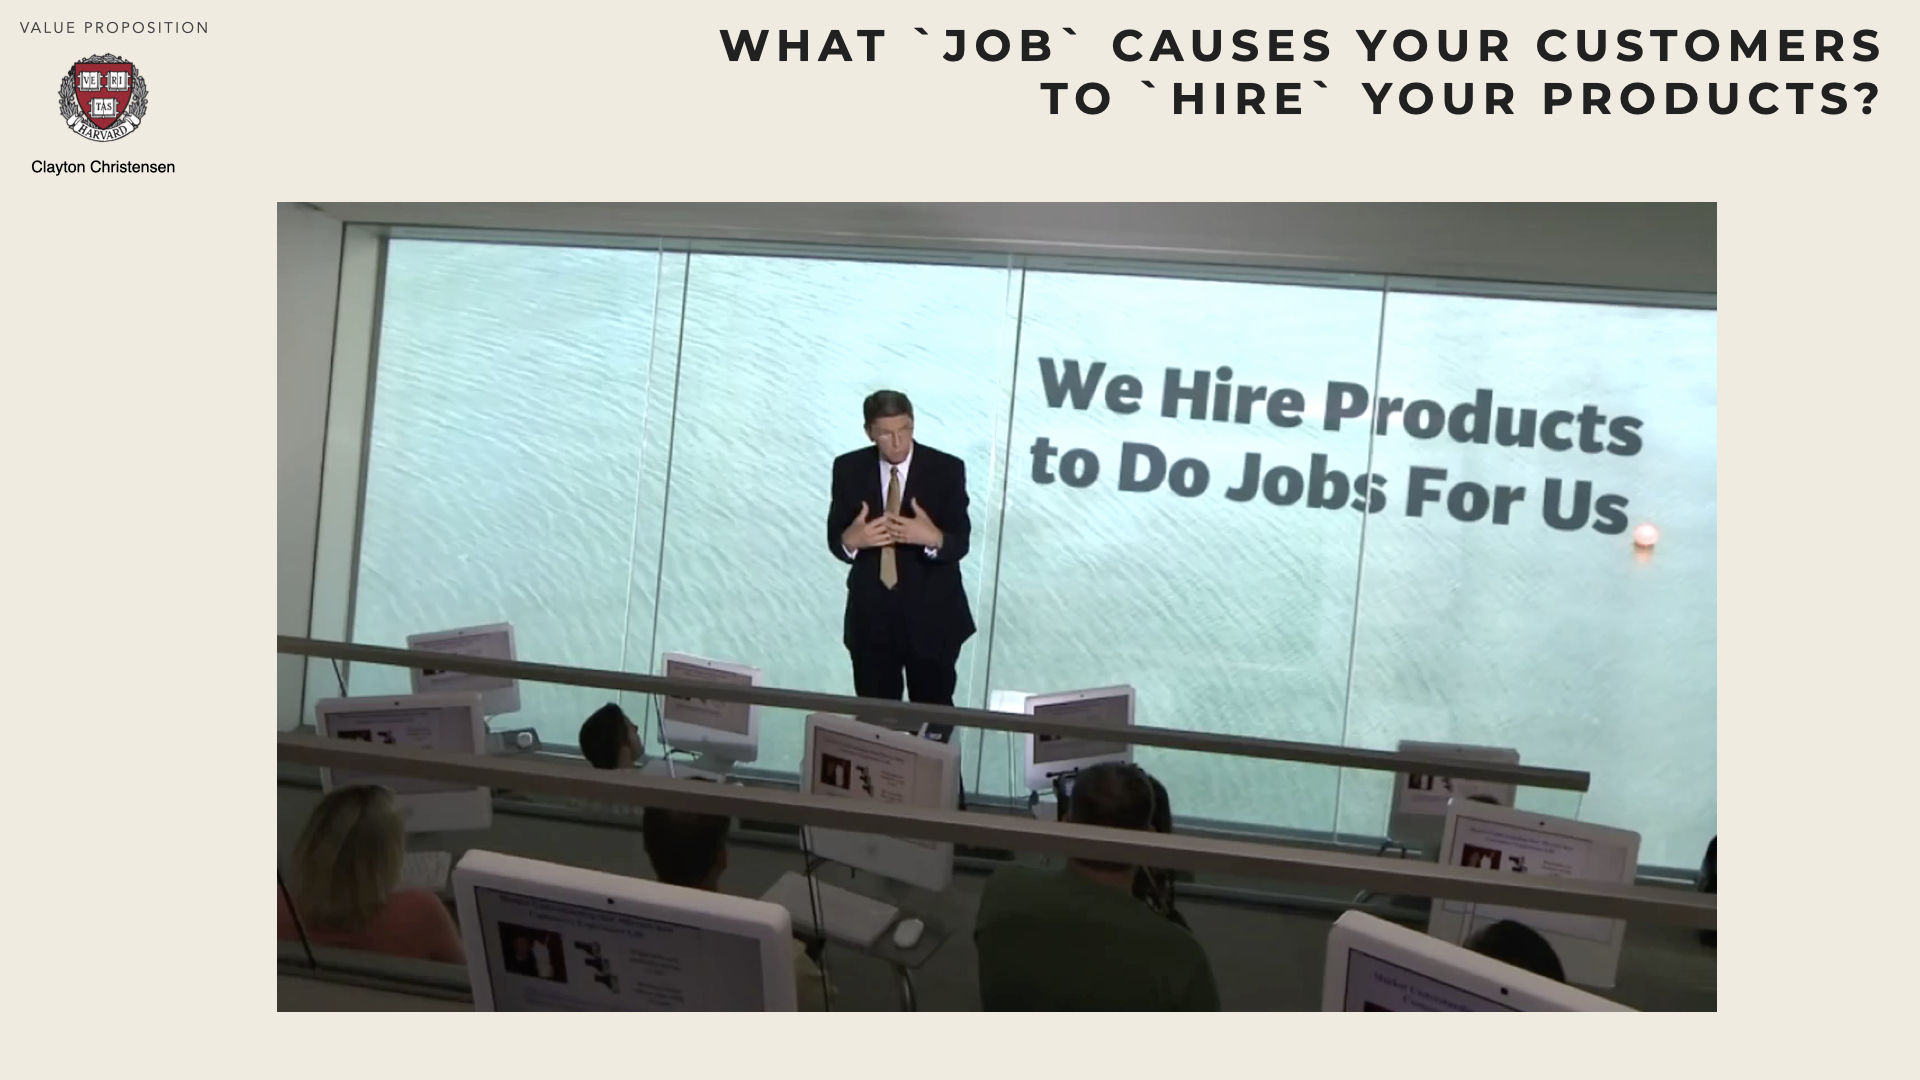 VALUE PROPOSITION
VE RI
TAS
HARVARD
Clayton Christensen
WHAT `JOB` CAUSES YOUR CUSTOMERS
TO `HIRE` YOUR PRODUCTS?
We Hire Products
to Do Jobs For Us